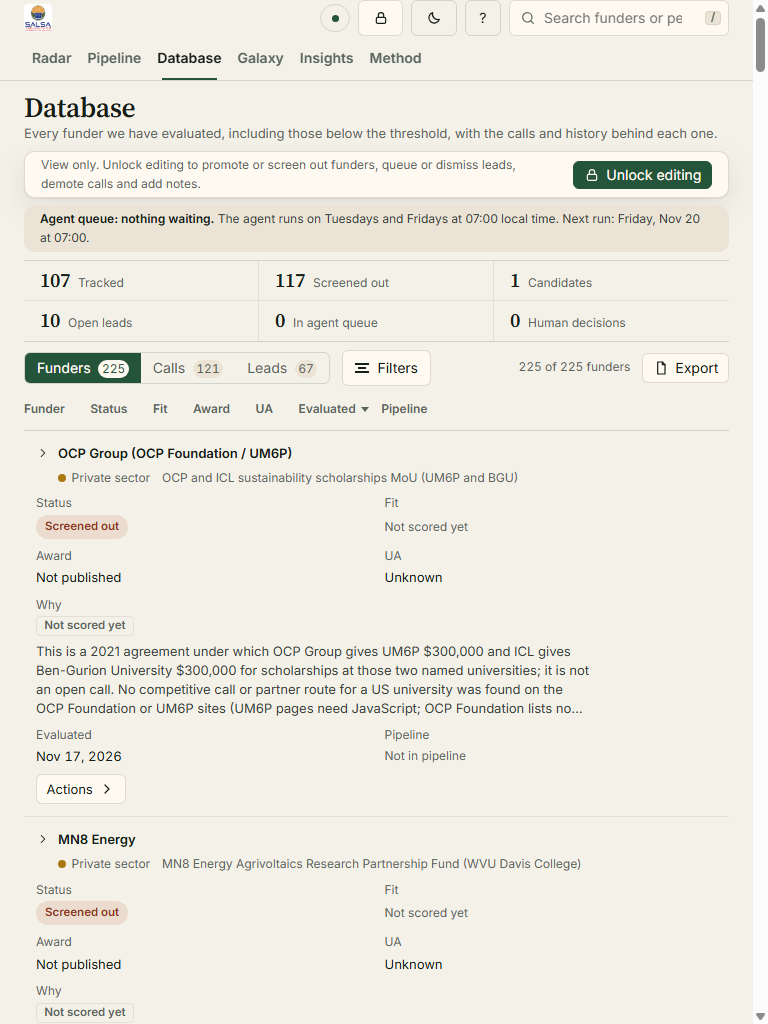 SALSA
?
Search funders or pe
/
Radar Pipeline Database Galaxy Insights Method
Database
Every funder we have evaluated, including those below the threshold, with the calls and history behind each one.
View only. Unlock editing to promote or screen out funders, queue or dismiss leads,
demote calls and add notes.
Unlock editing
Agent queue: nothing waiting. The agent runs on Tuesdays and Fridays at 07:00 local time. Next run: Friday, Nov 20
at 07:00.
107 Tracked 117 Screened out 1 Candidates
10 Open leads 0 In agent queue 0 Human decisions
Funders 225 Calls 121 Leads 67 Filters 225 of 225 funders Export
Funder Status Fit Award UA Evaluated Pipeline
OCP Group (OCP Foundation / UM6P)
Private sector OCP and ICL sustainability scholarships MoU (UM6P and BGU)
Status Fit
Screened out Not scored yet
Award UA
Not published Unknown
Why
Not scored yet
This is a 2021 agreement under which OCP Group gives UM6P $300,000 and ICL gives
Ben-Gurion University $300,000 for scholarships at those two named universities; it is not
an open call. No competitive call or partner route for a US university was found on the
OCP Foundation or UM6P sites (UM6P pages need JavaScript; OCP Foundation lists no...
Evaluated Pipeline
Nov 17, 2026 Not in pipeline
Actions
MN8 Energy
Private sector MN8 Energy Agrivoltaics Research Partnership Fund (WVU Davis College)
Status Fit
Screened out Not scored yet
Award UA
Not published Unknown
Why
Not scored yet